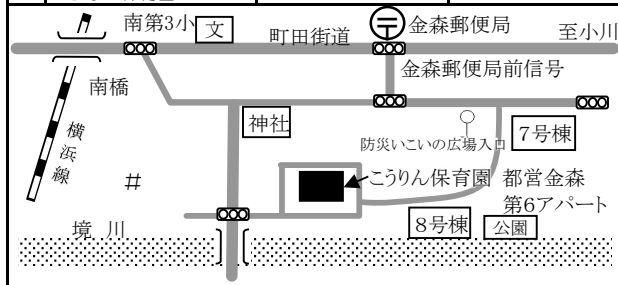 南第3小
文
町田街道
金森郵便局
至小川
南橋
金森郵便局前信号
横浜線
神社
防災いこいの広場入口
7号棟
こうりん保育園
都営金森
第6アパート
8号棟
公園
境 川